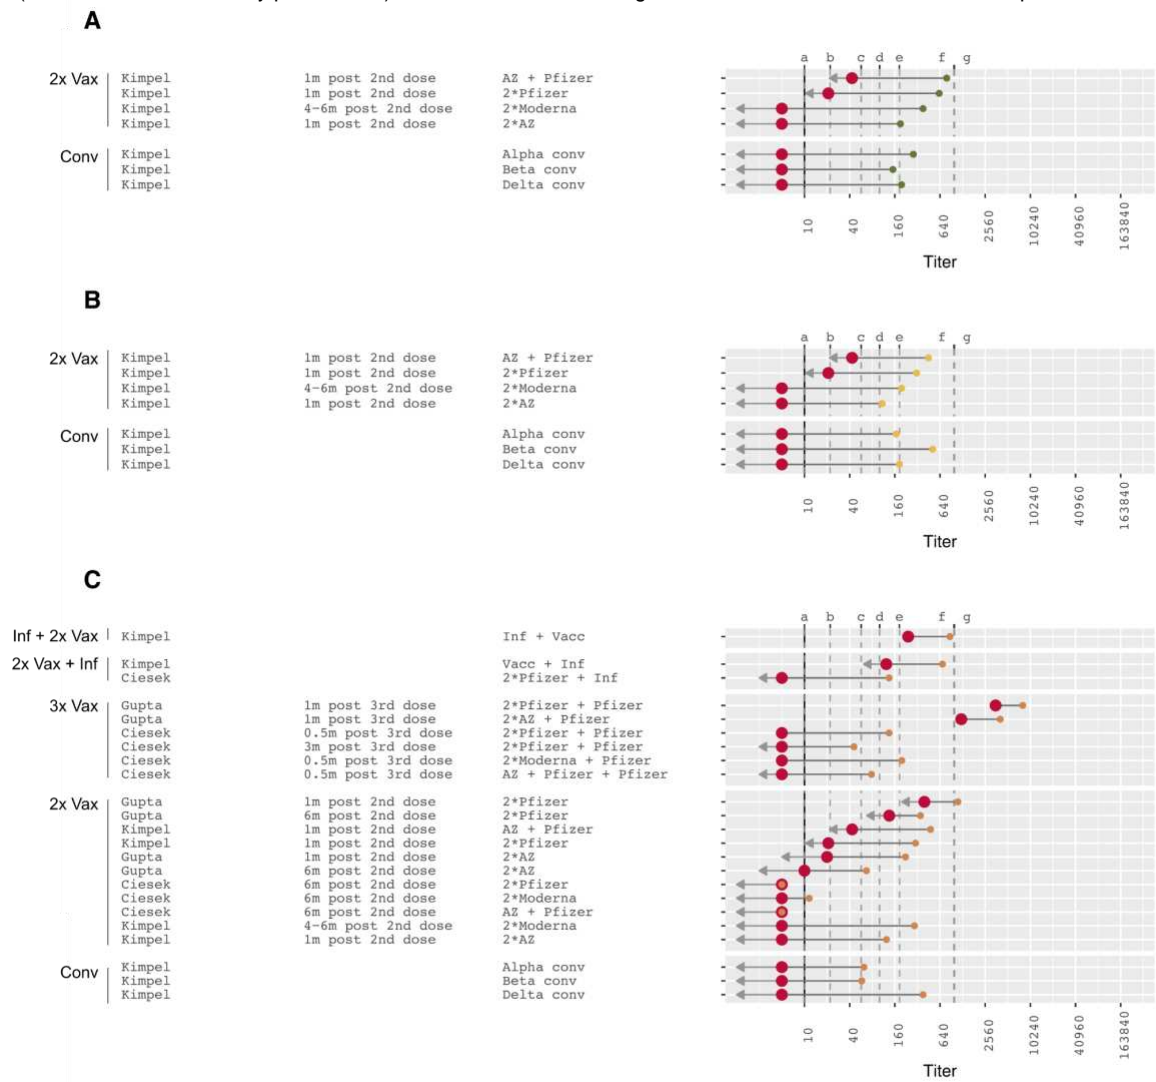 A
a b c d e f g
2x Vax Kimpel 1m post 2nd dose AZ + Pfizer
Kimpel 1m post 2nd dose 2*Pfizer
Kimpel 4-6m post 2nd dose 2*Moderna
Kimpel 1m post 2nd dose 2*AZ
Conv Kimpel Alpha conv
Kimpel Beta conv
Kimpel Delta conv
10 40 160 640 2560 10240 40960 163840
Titer
B
a b c d e f g
2x Vax Kimpel 1m post 2nd dose AZ + Pfizer
Kimpel 1m post 2nd dose 2*Pfizer
Kimpel 4-6m post 2nd dose 2*Moderna
Kimpel 1m post 2nd dose 2*AZ
Conv Kimpel Alpha conv
Kimpel Beta conv
Kimpel Delta conv
10 40 160 640 2560 10240 40960 163840
Titer
C
a b c d e f g
Inf + 2x Vax Kimpel Inf + Vacc
2x Vax + Inf Kimpel Vacc + Inf
Ciesek 2*Pfizer + Inf
3x Vax Gupta 1m post 3rd dose 2*Pfizer + Pfizer
Gupta 1m post 3rd dose 2*AZ + Pfizer
Ciesek 0.5m post 3rd dose 2*Pfizer + Pfizer
Ciesek 3m post 3rd dose 2*Pfizer + Pfizer
Ciesek 0.5m post 3rd dose 2*Moderna + Pfizer
Ciesek 0.5m post 3rd dose AZ + Pfizer + Pfizer
2x Vax Gupta 1m post 2nd dose 2*Pfizer
Gupta 6m post 2nd dose 2*Pfizer
Kimpel 1m post 2nd dose AZ + Pfizer
Kimpel 1m post 2nd dose 2*Pfizer
Gupta 1m post 2nd dose 2*AZ
Gupta 6m post 2nd dose 2*AZ
Ciesek 6m post 2nd dose 2*Pfizer
Ciesek 6m post 2nd dose 2*Moderna
Ciesek 6m post 2nd dose AZ + Pfizer
Kimpel 4-6m post 2nd dose 2*Moderna
Kimpel 1m post 2nd dose 2*AZ
Conv Kimpel Alpha conv
Kimpel Beta conv
Kimpel Delta conv
10 40 160 640 2560 10240 40960 163840
Titer